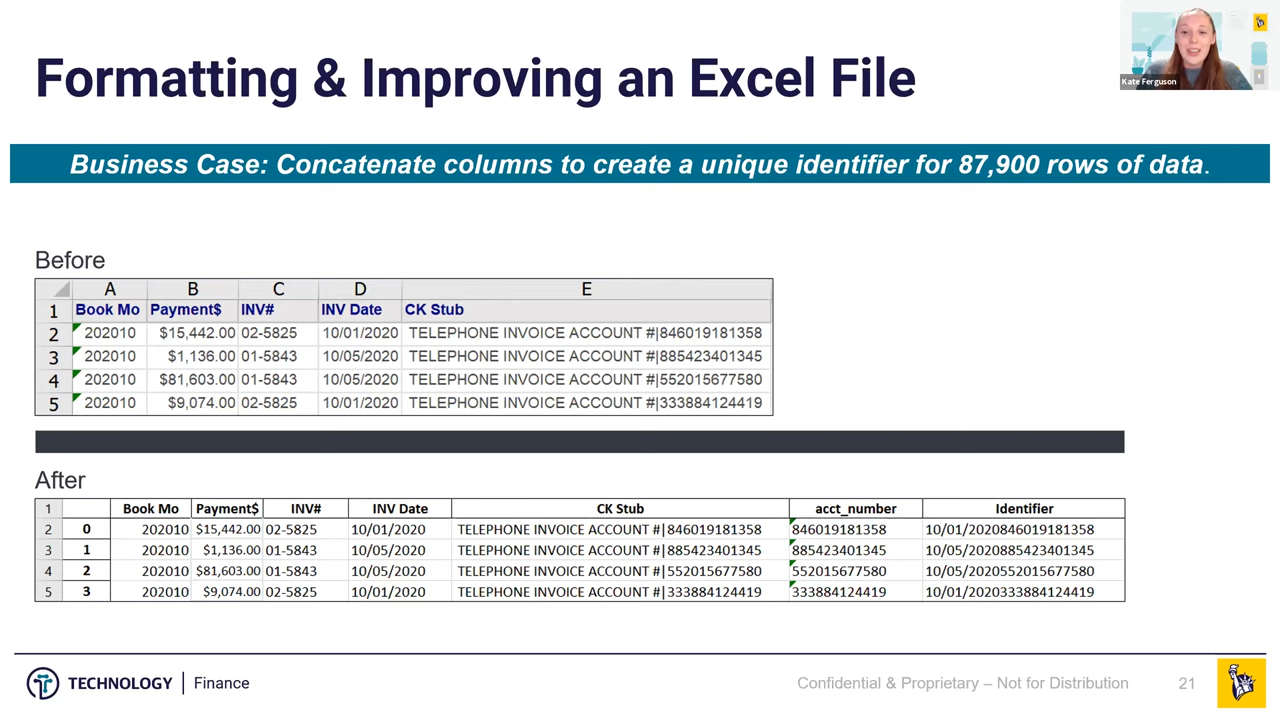 Formatting & Improving an Excel File
Kate Ferguson
Business Case: Concatenate columns to create a unique identifier for 87,900 rows of data.
Before
A B C D E
1 Book Mo Payment$ INV# INV Date CK Stub
2 202010 $15,442.00 02-5825 10/01/2020 TELEPHONE INVOICE ACCOUNT #|846019181358
3 202010 $1,136.00 01-5843 10/05/2020 TELEPHONE INVOICE ACCOUNT #|885423401345
4 202010 $81,603.00 01-5843 10/05/2020 TELEPHONE INVOICE ACCOUNT #|552015677580
5 202010 $9,074.00 02-5825 10/01/2020 TELEPHONE INVOICE ACCOUNT #|333884124419
After
1 Book Mo Payment$ INV# INV Date CK Stub acct_number Identifier
2 0 202010 $15,442.00 02-5825 10/01/2020 TELEPHONE INVOICE ACCOUNT #|846019181358 846019181358 10/01/2020846019181358
3 1 202010 $1,136.00 01-5843 10/05/2020 TELEPHONE INVOICE ACCOUNT #|885423401345 885423401345 10/05/2020885423401345
4 2 202010 $81,603.00 01-5843 10/05/2020 TELEPHONE INVOICE ACCOUNT #|552015677580 552015677580 10/05/2020552015677580
5 3 202010 $9,074.00 02-5825 10/01/2020 TELEPHONE INVOICE ACCOUNT #|333884124419 333884124419 10/01/2020333884124419
TECHNOLOGY | Finance
Confidential & Proprietary – Not for Distribution 21